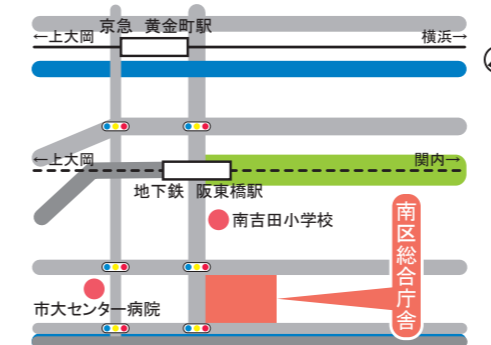 京急 黄金町駅
←上大岡
横浜→
←上大岡
関内→
地下鉄 阪東橋駅
南吉田小学校
南区総合庁舎
市大センター病院